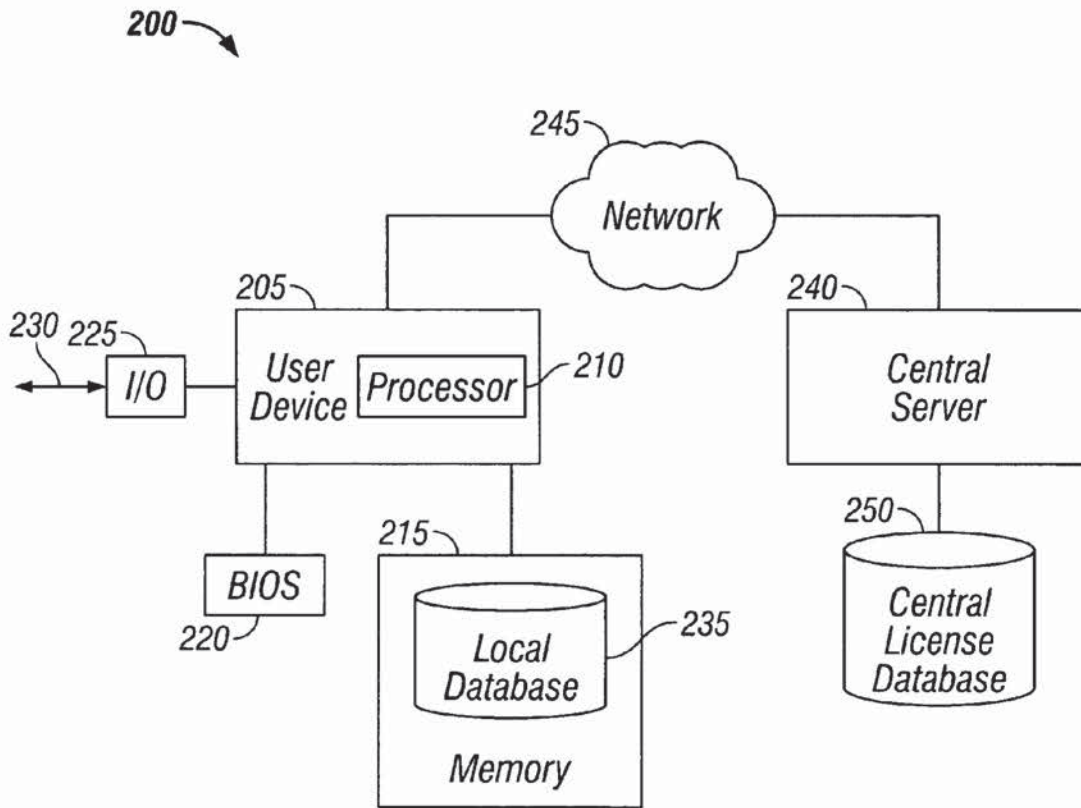 200
245
Network
205
240
230
225
I/O
User
Device
Processor
210
Central
Server
215
250
BIOS
220
Local
Database
235
Central
License
Database
Memory